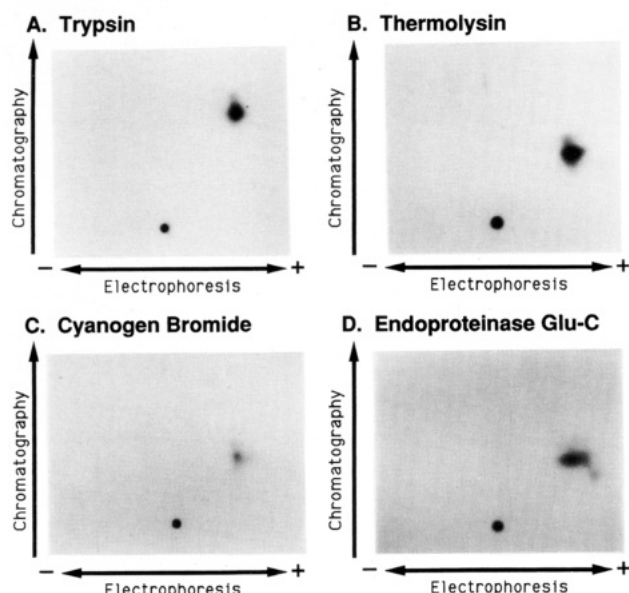 A. Trypsin
Chromatography
− +
Electrophoresis
B. Thermolysin
Chromatography
− +
Electrophoresis
C. Cyanogen Bromide
Chromatography
− +
Electrophoresis
D. Endoproteinase Glu-C
Chromatography
− +
Electrophoresis